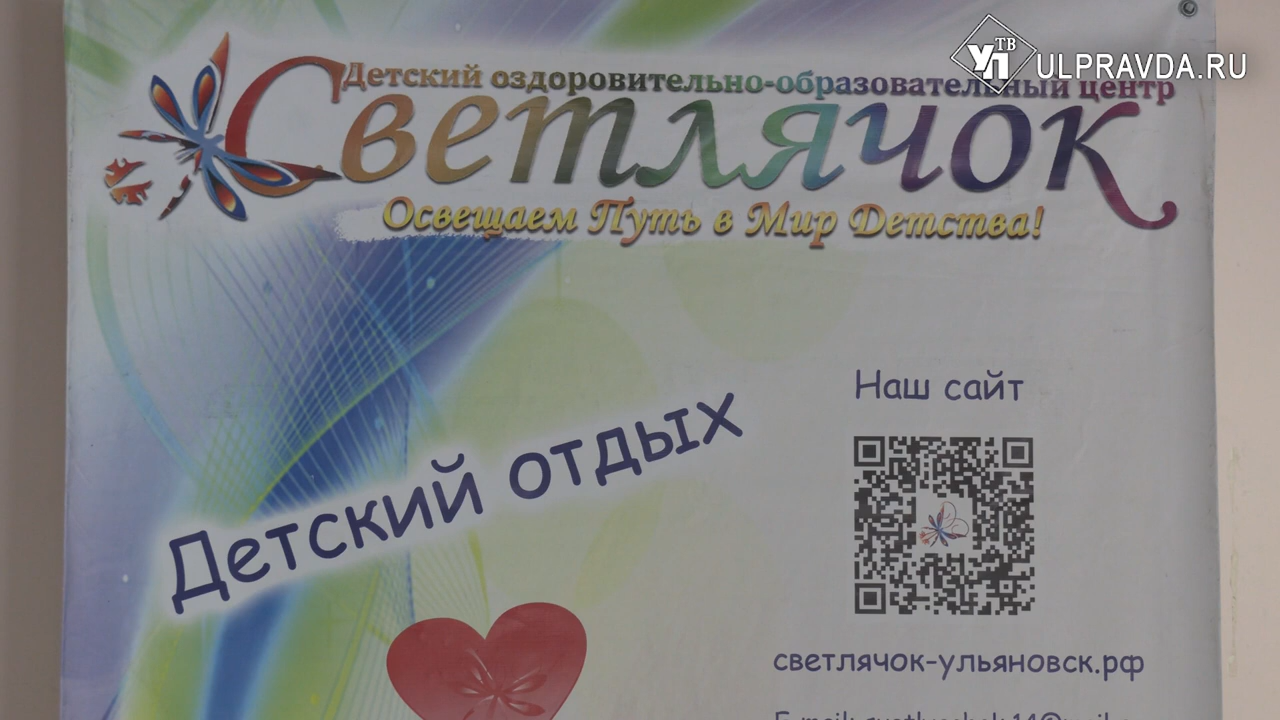 УП ТВ ULPRAVDA.RU
Детский оздоровительно-образовательный центр
Светлячок
Освещаем Путь в Мир Детства!
Наш сайт
Детский отдых
светлячок-ульяновск.рф